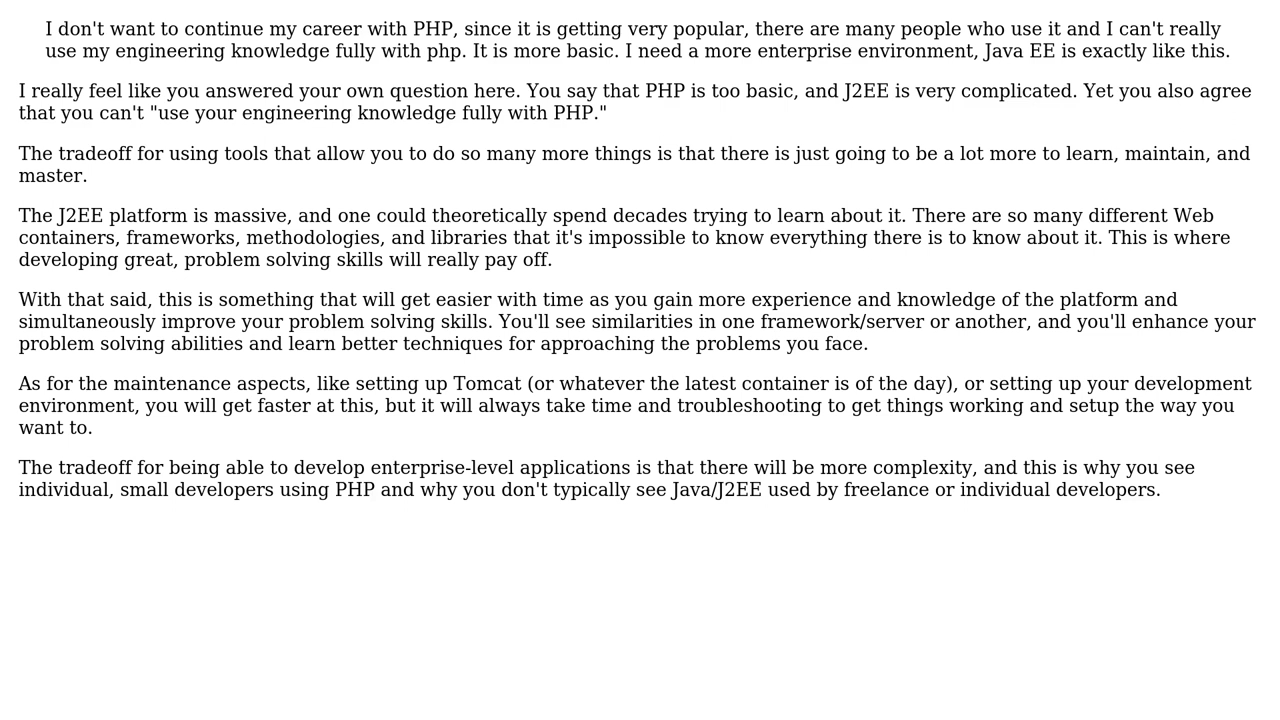 I don't want to continue my career with PHP, since it is getting very popular, there are many people who use it and I can't really
use my engineering knowledge fully with php. It is more basic. I need a more enterprise environment, Java EE is exactly like this.
I really feel like you answered your own question here. You say that PHP is too basic, and J2EE is very complicated. Yet you also agree
that you can't "use your engineering knowledge fully with PHP."
The tradeoff for using tools that allow you to do so many more things is that there is just going to be a lot more to learn, maintain, and
master.
The J2EE platform is massive, and one could theoretically spend decades trying to learn about it. There are so many different Web
containers, frameworks, methodologies, and libraries that it's impossible to know everything there is to know about it. This is where
developing great, problem solving skills will really pay off.
With that said, this is something that will get easier with time as you gain more experience and knowledge of the platform and
simultaneously improve your problem solving skills. You'll see similarities in one framework/server or another, and you'll enhance your
problem solving abilities and learn better techniques for approaching the problems you face.
As for the maintenance aspects, like setting up Tomcat (or whatever the latest container is of the day), or setting up your development
environment, you will get faster at this, but it will always take time and troubleshooting to get things working and setup the way you
want to.
The tradeoff for being able to develop enterprise-level applications is that there will be more complexity, and this is why you see
individual, small developers using PHP and why you don't typically see Java/J2EE used by freelance or individual developers.